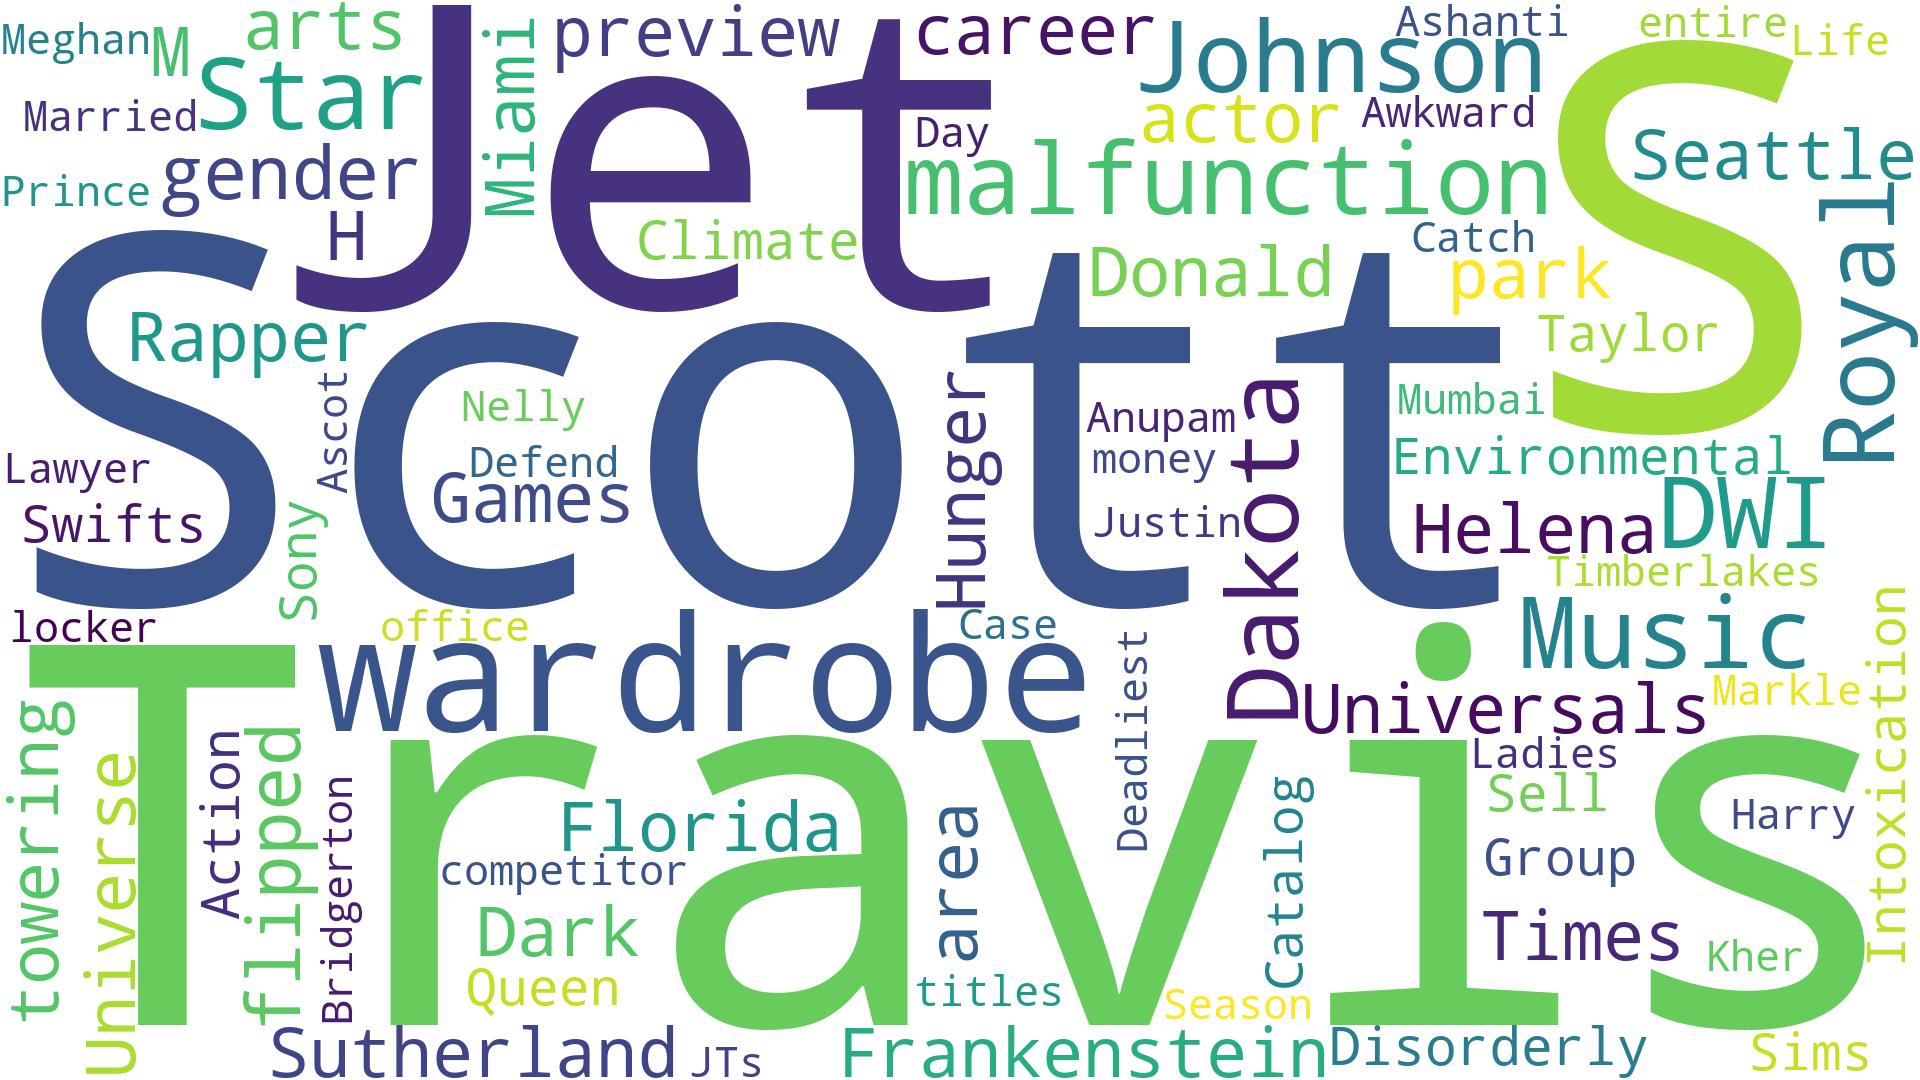 Meghan
M
arts
Jet
Miami
preview
career
Johnson
Ashanti
entire
Life
Star
Married
Day
actor
Awkward
S
Seattle
gender
Prince
malfunction
H
Climate
Catch
Royal
Scott
Donald
park
Rapper
Taylor
Ascot
Nelly
Hunger
Anupam
Dakota
Mumbai
Lawyer
Defend
money
Environmental
Games
Swifts
Sony
Justin
Helena
DWI
Timberlakes
locker
office
wardrobe
Case
Deadliest
Music
Intoxication
Travis
Universals
Markle
towering
Universe
Action
flipped
Bridgerton
Ladies
Florida
area
Catalog
Sell
Harry
competitor
Group
Dark
Times
Kher
Queen
titles
Season
Sutherland
JTs
Frankenstein
Disorderly
Sims